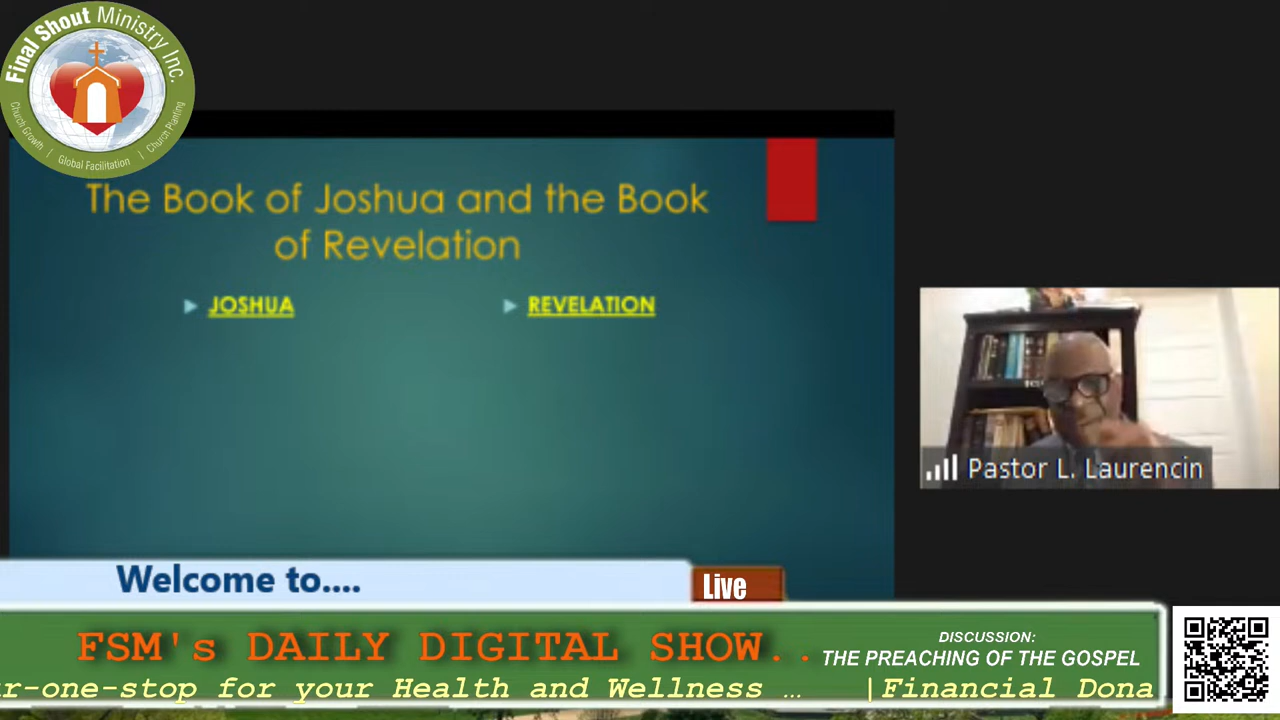 Final Shout Ministry Inc.
Church Growth | Global Facilitation | Church Planting
The Book of Joshua and the Book
of Revelation
JOSHUA
REVELATION
Pastor L. Laurencin
Welcome to....
Live
FSM's DAILY DIGITAL SHOW..
DISCUSSION:
THE PREACHING OF THE GOSPEL
ur-one-stop for your Health and Wellness … |Financial Dona